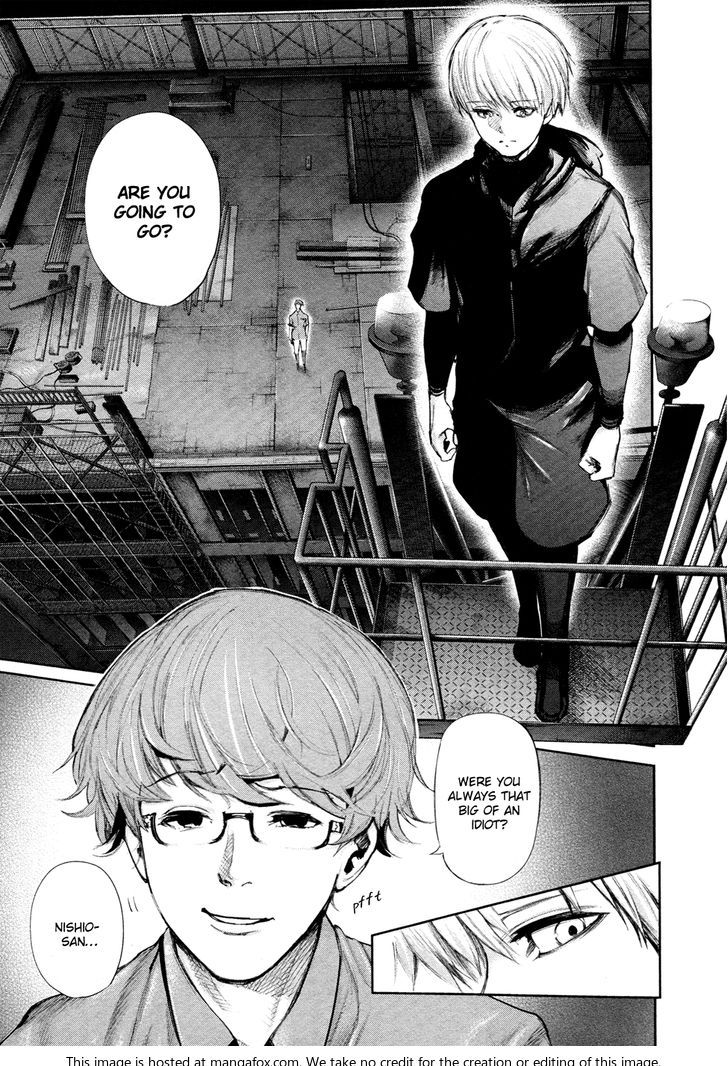 ARE YOU
GOING TO
GO?
WERE YOU
ALWAYS THAT
BIG OF AN
IDIOT?
pfft
NISHIO-
SAN...
This image is hosted at mangafox.com. We take no credit for the creation or editing of this image.